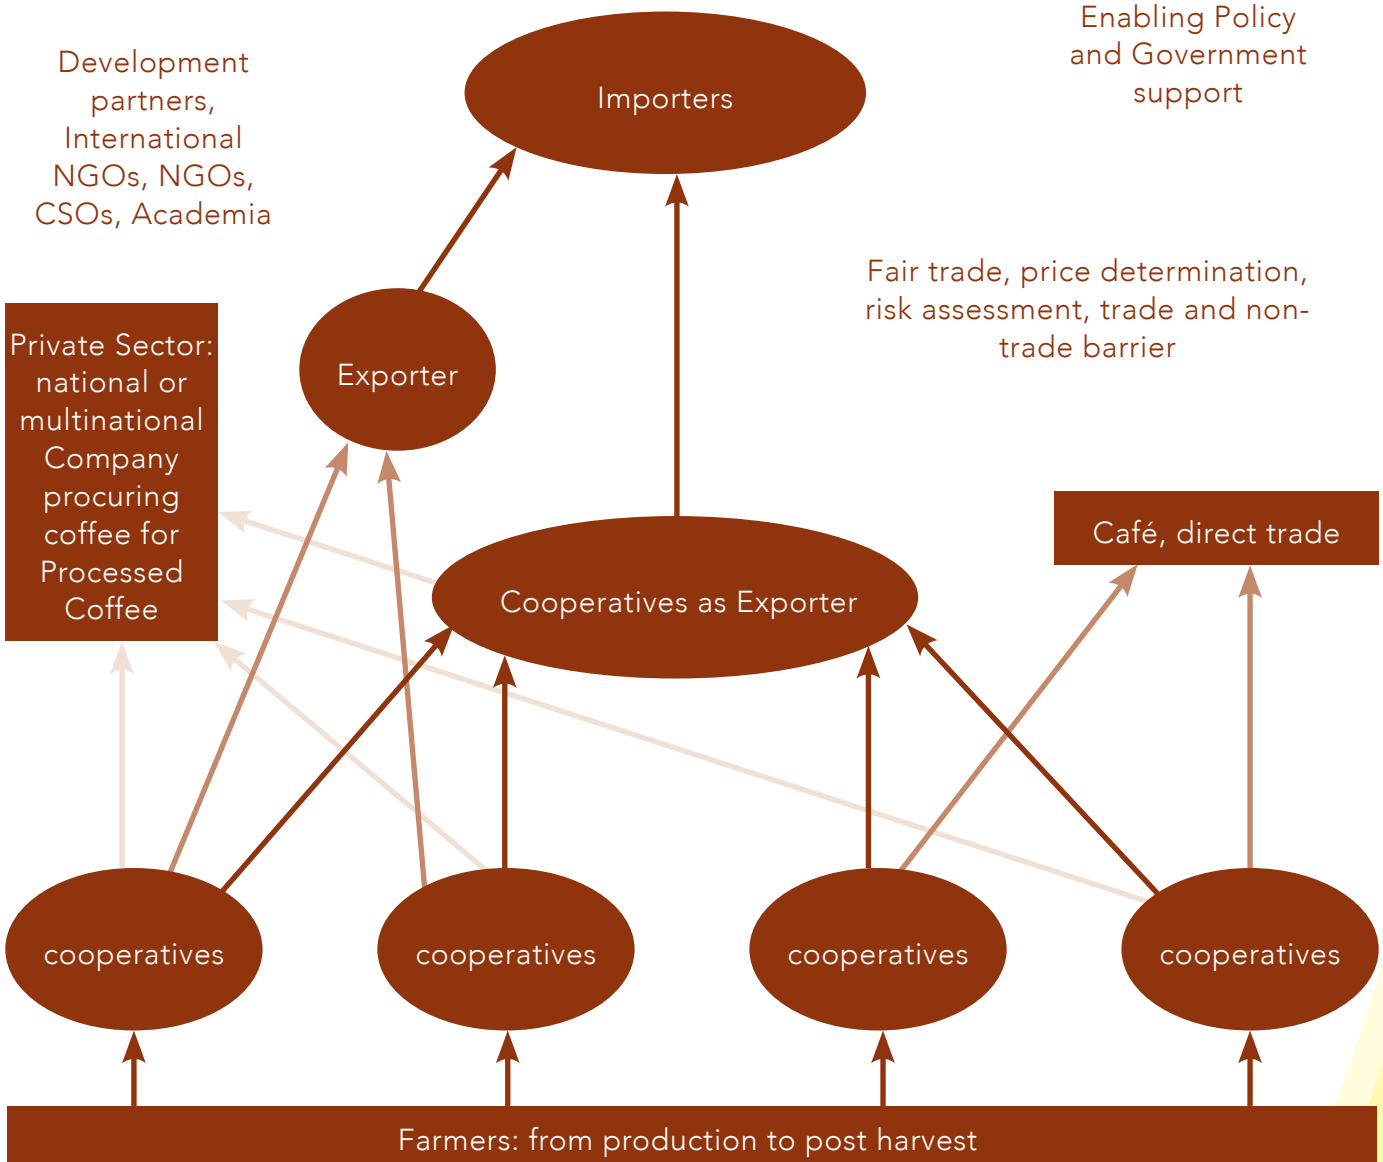 Development
partners,
International
NGOs, NGOs,
CSOs, Academia
Importers
Enabling Policy
and Government
support
Fair trade, price determination,
risk assessment, trade and non-
trade barrier
Private Sector:
national or
multinational
Company
procuring
coffee for
Processed
Coffee
Exporter
Café, direct trade
Cooperatives as Exporter
cooperatives
cooperatives
cooperatives
cooperatives
Farmers: from production to post harvest